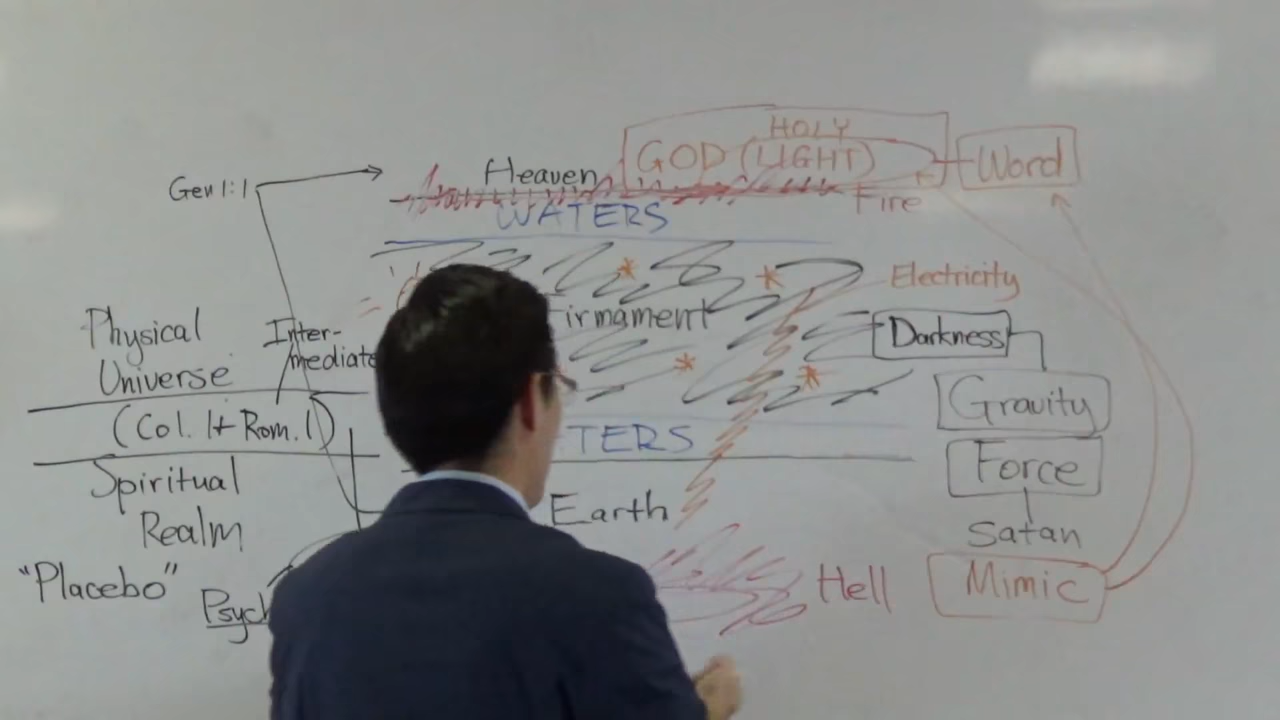 HOLY
GOD (LIGHT)
Word
Heaven
Gen 1:1
Fire
WATERS
Electricity
Physical
Universe
Inter-
mediate
Firmament
Darkness
Gravity
(Col. 1 + Rom. 1)
TERS
Force
Spiritual
Realm
Earth
Satan
"Placebo"
Hell
Mimic
Psych